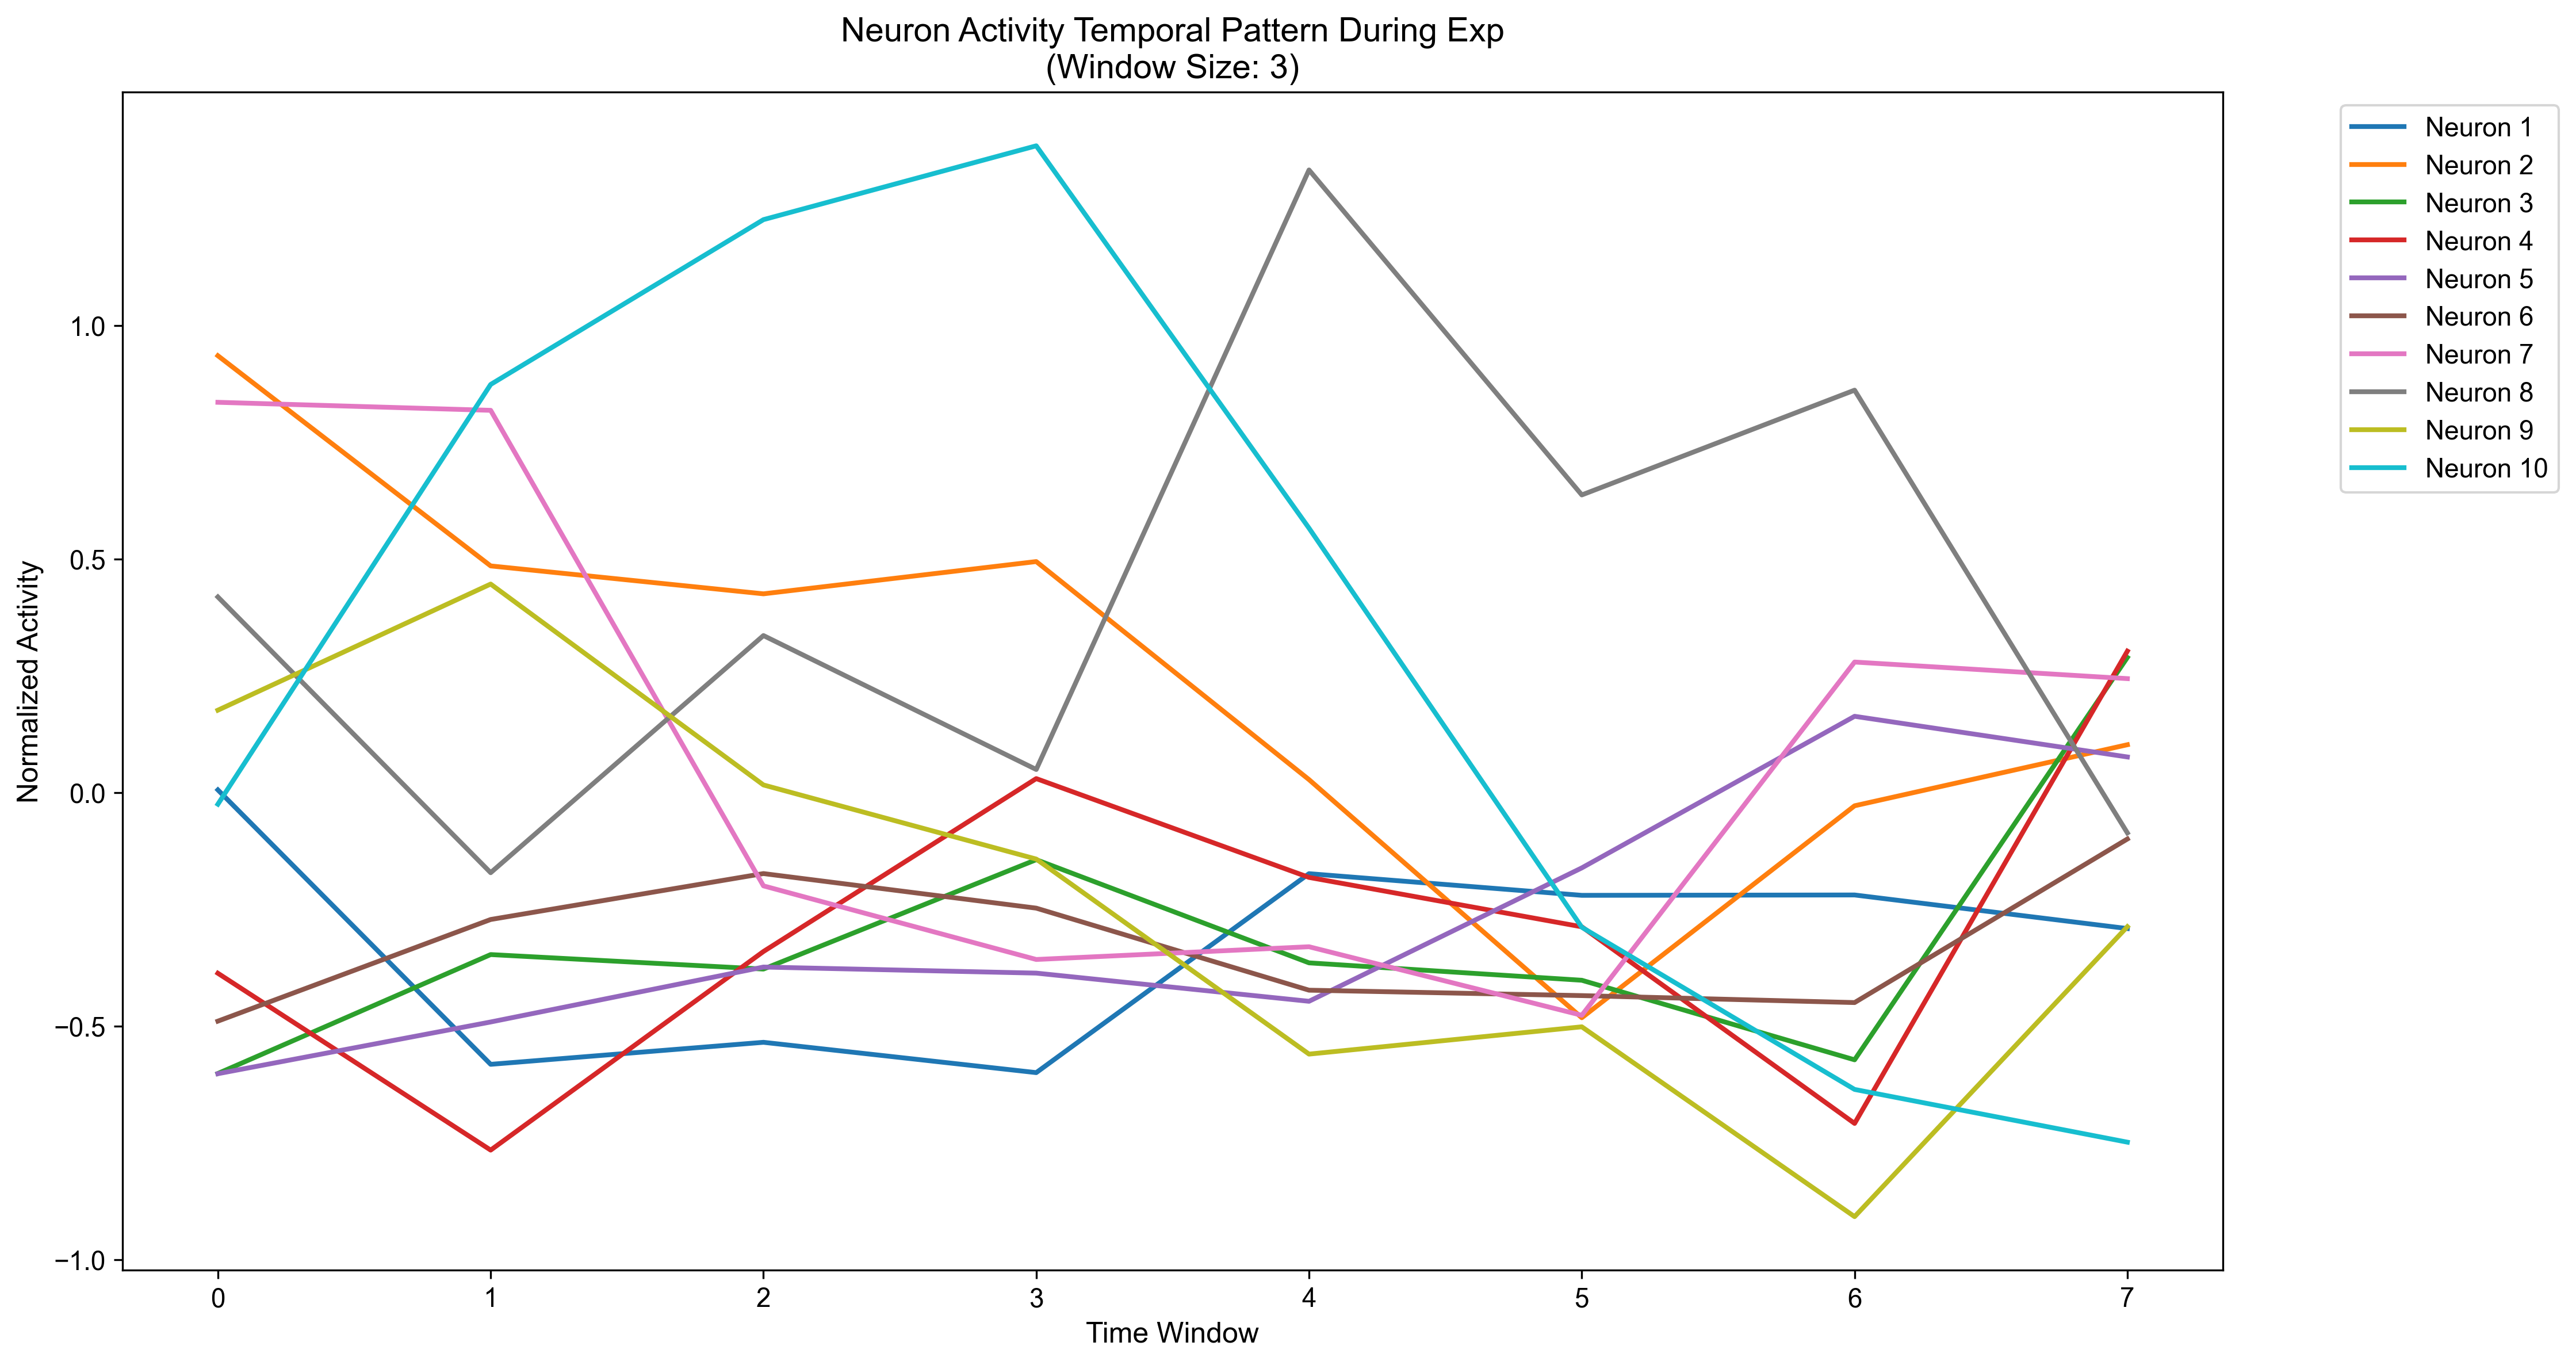 Neuron Activity Temporal Pattern During Exp
(Window Size: 3)
Normalized Activity
1.0
0.5
0.0
−0.5
−1.0
0
1
2
3
4
5
6
7
Time Window
Neuron 1
Neuron 2
Neuron 3
Neuron 4
Neuron 5
Neuron 6
Neuron 7
Neuron 8
Neuron 9
Neuron 10